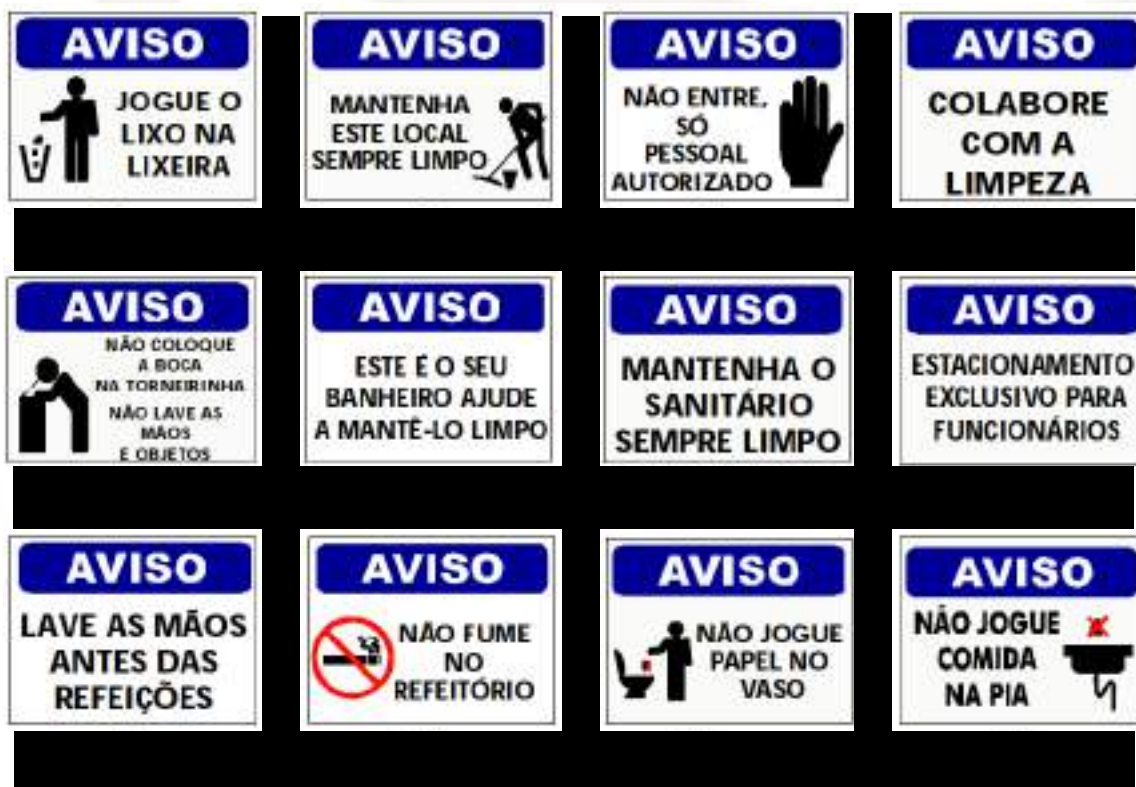 AVISO
JOGUE O
LIXO NA
LIXEIRA
AVISO
MANTENHA
ESTE LOCAL
SEMPRE LIMPO
AVISO
NÃO ENTRE,
SÓ
PESSOAL
AUTORIZADO
AVISO
COLABORE
COM A
LIMPEZA
AVISO
NÃO COLOQUE
A BOCA
NA TORNEIRINHA
NÃO LAVE AS
MÃOS
E OBJETOS
AVISO
ESTE É O SEU
BANHEIRO AJUDE
A MANTÊ-LO LIMPO
AVISO
MANTENHA O
SANITÁRIO
SEMPRE LIMPO
AVISO
ESTACIONAMENTO
EXCLUSIVO PARA
FUNCIONÁRIOS
AVISO
LAVE AS MÃOS
ANTES DAS
REFEIÇÕES
AVISO
NÃO FUME
NO
REFEITÓRIO
AVISO
NÃO JOGUE
PAPEL NO
VASO
AVISO
NÃO JOGUE
COMIDA
NA PIA